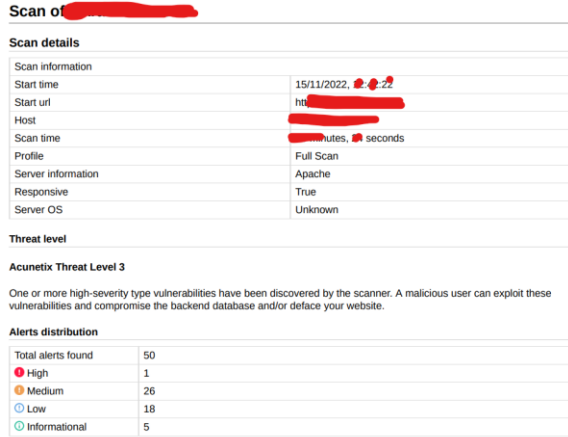 Scan of
Scan details
Scan information
Start time 15/11/2022, :22
Start url
Host
Scan time seconds
Profile Full Scan
Server information Apache
Responsive True
Server OS Unknown
Threat level
Acunetix Threat Level 3
One or more high-severity type vulnerabilities have been discovered by the scanner. A malicious user can exploit these
vulnerabilities and compromise the backend database and/or deface your website.
Alerts distribution
Total alerts found 50
High 1
Medium 26
Low 18
Informational 5